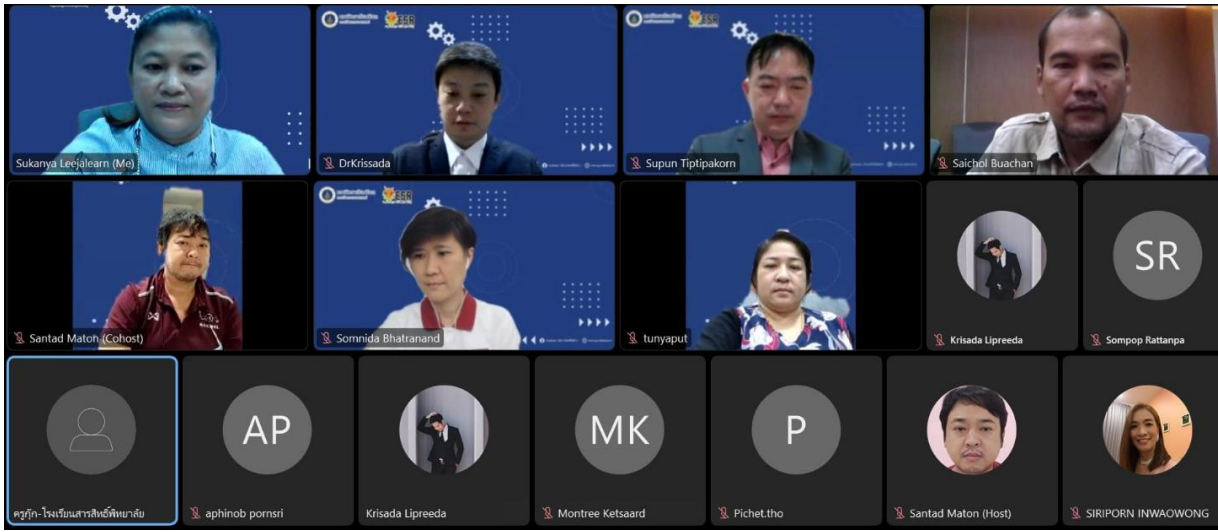 Sukanya Leejalearn (Me)
ESR
DrKrissada
ESR
Supun Tiptipakorn
Saichol Buachan
Santad Maton (Cohost)
ESR
Somnida Bhatranand
tunyaput
Krisada Lipreeda
SR
Sompop Rattanpa
ครูกุ๊ก-โรงเรียนสารสิทธิ์พิทยาลัย
AP
aphinob pornsri
Krisada Lipreeda
MK
Montree Ketsaard
P
Pichet.tho
Santad Maton (Host)
SIRIPORN INWAOWONG